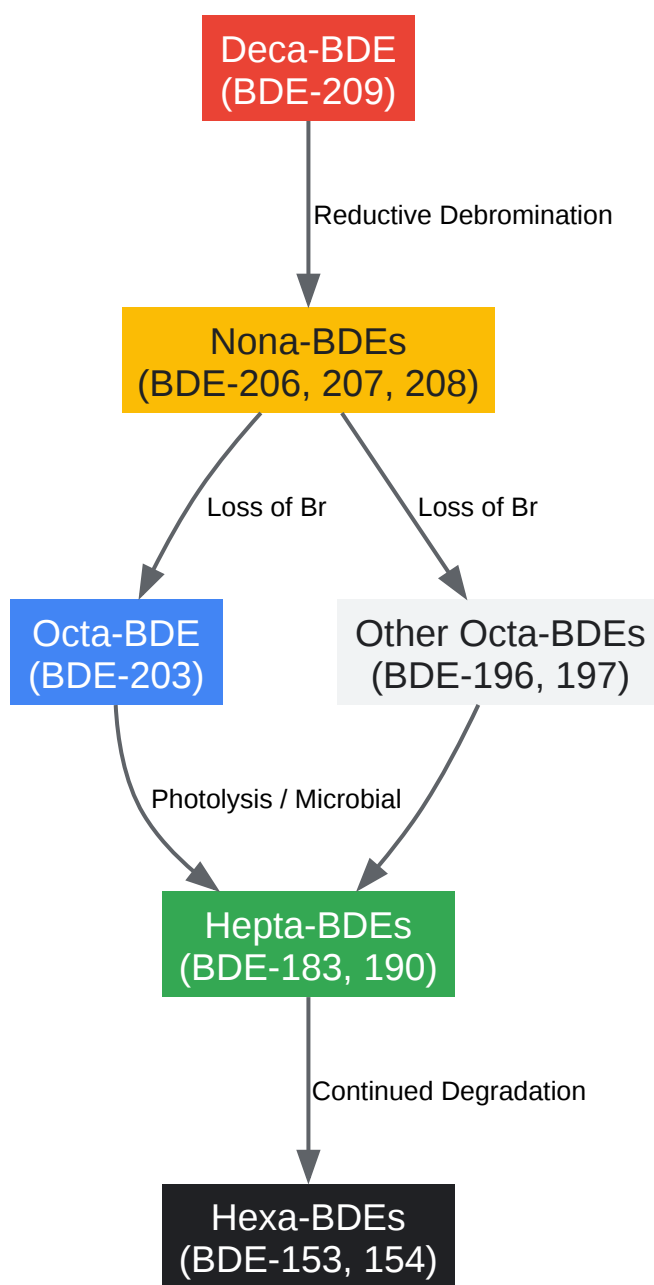 Deca-BDE
(BDE-209)
Reductive Debromination
Nona-BDEs
(BDE-206, 207, 208)
Loss of Br
Loss of Br
Octa-BDE
(BDE-203)
Other Octa-BDEs
(BDE-196, 197)
Photolysis / Microbial
Hepta-BDEs
(BDE-183, 190)
Continued Degradation
Hexa-BDEs
(BDE-153, 154)